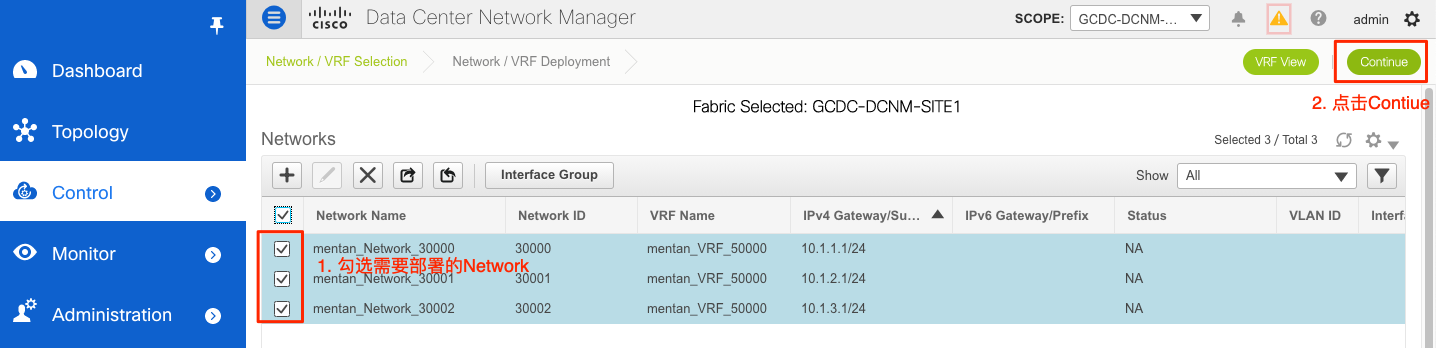 CISCO Data Center Network Manager SCOPE: GCDC-DCNM-... admin
Dashboard
Topology
Control
Monitor
Administration
Network / VRF Selection Network / VRF Deployment VRF View Continue
2. 点击Contiue
Fabric Selected: GCDC-DCNM-SITE1
Networks Selected 3 / Total 3
Interface Group Show All
Network Name Network ID VRF Name IPv4 Gateway/Su... IPv6 Gateway/Prefix Status VLAN ID Interf
mentan_Network_30000 30000 mentan_VRF_50000 10.1.1.1/24 NA
1. 勾选需要部署的Network
mentan_Network_30001 30001 mentan_VRF_50000 10.1.2.1/24 NA
mentan_Network_30002 30002 mentan_VRF_50000 10.1.3.1/24 NA